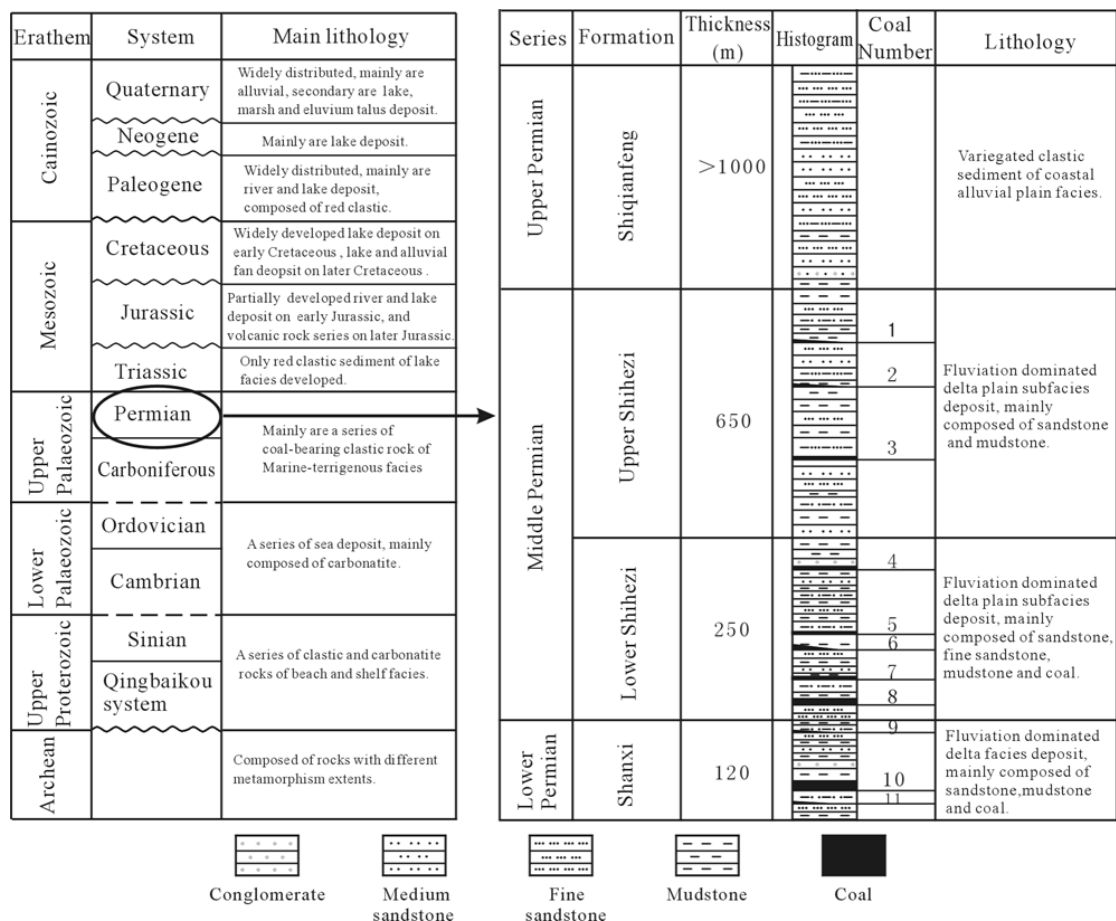 Erathem
System
Main lithology
Cainozoic
Quaternary
Widely distributed, mainly are
alluvial, secondary are lake,
marsh and eluvium talus deposit.
Neogene
Mainly are lake deposit.
Paleogene
Widely distributed, mainly are
river and lake deposit,
composed of red clastic.
Mesozoic
Cretaceous
Widely developed lake deposit on
early Cretaceous , lake and alluvial
fan deopsit on later Cretaceous .
Jurassic
Partially developed river and lake
deposit on early Jurassic, and
volcanic rock series on later Jurassic.
Triassic
Only red clastic sediment of lake
facies developed.
Upper
Palaeozoic
Permian
Carboniferous
Mainly are a series of
coal-bearing clastic rock of
Marine-terrigenous facies
Lower
Palaeozoic
Ordovician
Cambrian
A series of sea deposit, mainly
composed of carbonatite.
Upper
Proterozoic
Sinian
Qingbaikou
system
A series of clastic and carbonatite
rocks of beach and shelf facies.
Archean
Composed of rocks with different
metamorphism extents.
Series
Formation
Thickness
(m)
Histogram
Coal
Number
Lithology
Upper Permian
Shiqianfeng
>1000
Variegated clastic
sediment of coastal
alluvial plain facies.
Middle Permian
Upper Shihezi
650
1
2
3
Fluviation dominated
delta plain subfacies
deposit, mainly
composed of sandstone
and mudstone.
Lower Shihezi
250
4
5
6
7
8
Fluviation dominated
delta plain subfacies
deposit, mainly
composed of sandstone,
fine sandstone,
mudstone and coal.
Lower
Permian
Shanxi
120
9
10
11
Fluviation dominated
delta facies deposit,
mainly composed of
sandstone,mudstone
and coal.
Conglomerate
Medium
sandstone
Fine
sandstone
Mudstone
Coal